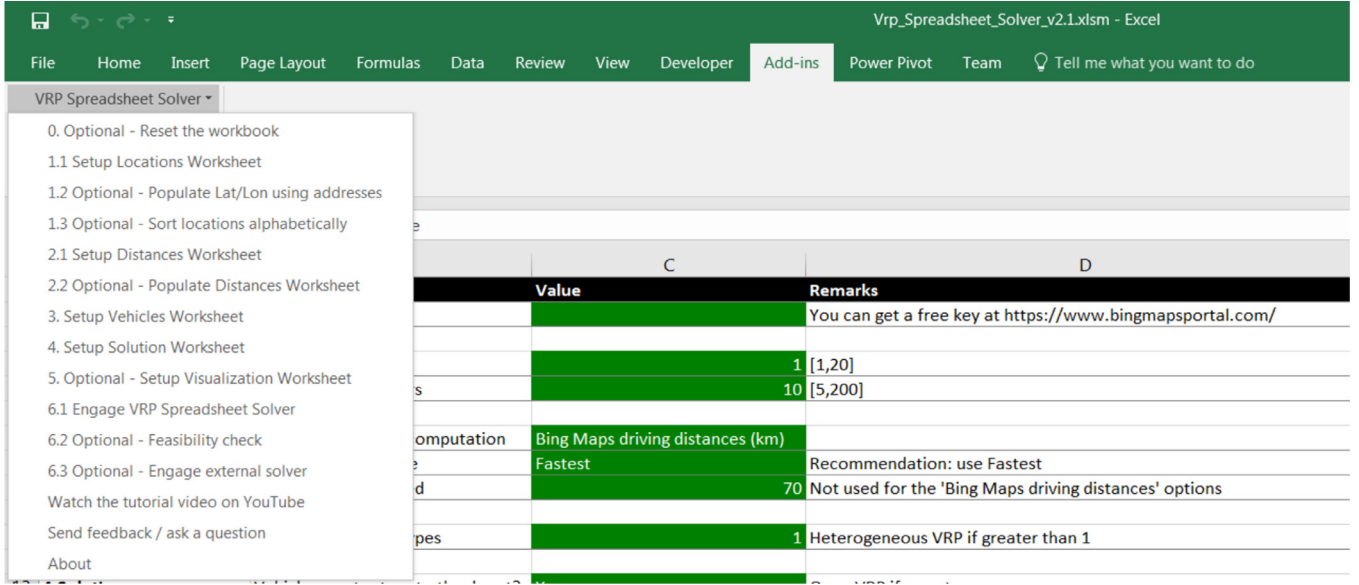 Vrp_Spreadsheet_Solver_v2.1.xlsm - Excel
File Home Insert Page Layout Formulas Data Review View Developer Add-ins Power Pivot Team Tell me what you want to do
VRP Spreadsheet Solver
0. Optional - Reset the workbook
1.1 Setup Locations Worksheet
1.2 Optional - Populate Lat/Lon using addresses
1.3 Optional - Sort locations alphabetically
2.1 Setup Distances Worksheet
2.2 Optional - Populate Distances Worksheet
3. Setup Vehicles Worksheet
4. Setup Solution Worksheet
5. Optional - Setup Visualization Worksheet
6.1 Engage VRP Spreadsheet Solver
6.2 Optional - Feasibility check
6.3 Optional - Engage external solver
Watch the tutorial video on YouTube
Send feedback / ask a question
About
C D
Value Remarks
You can get a free key at https://www.bingmapsportal.com/
1 [1,20]
s 10 [5,200]
omputation Bing Maps driving distances (km)
Fastest Recommendation: use Fastest
d 70 Not used for the 'Bing Maps driving distances' options
pes 1 Heterogeneous VRP if greater than 1